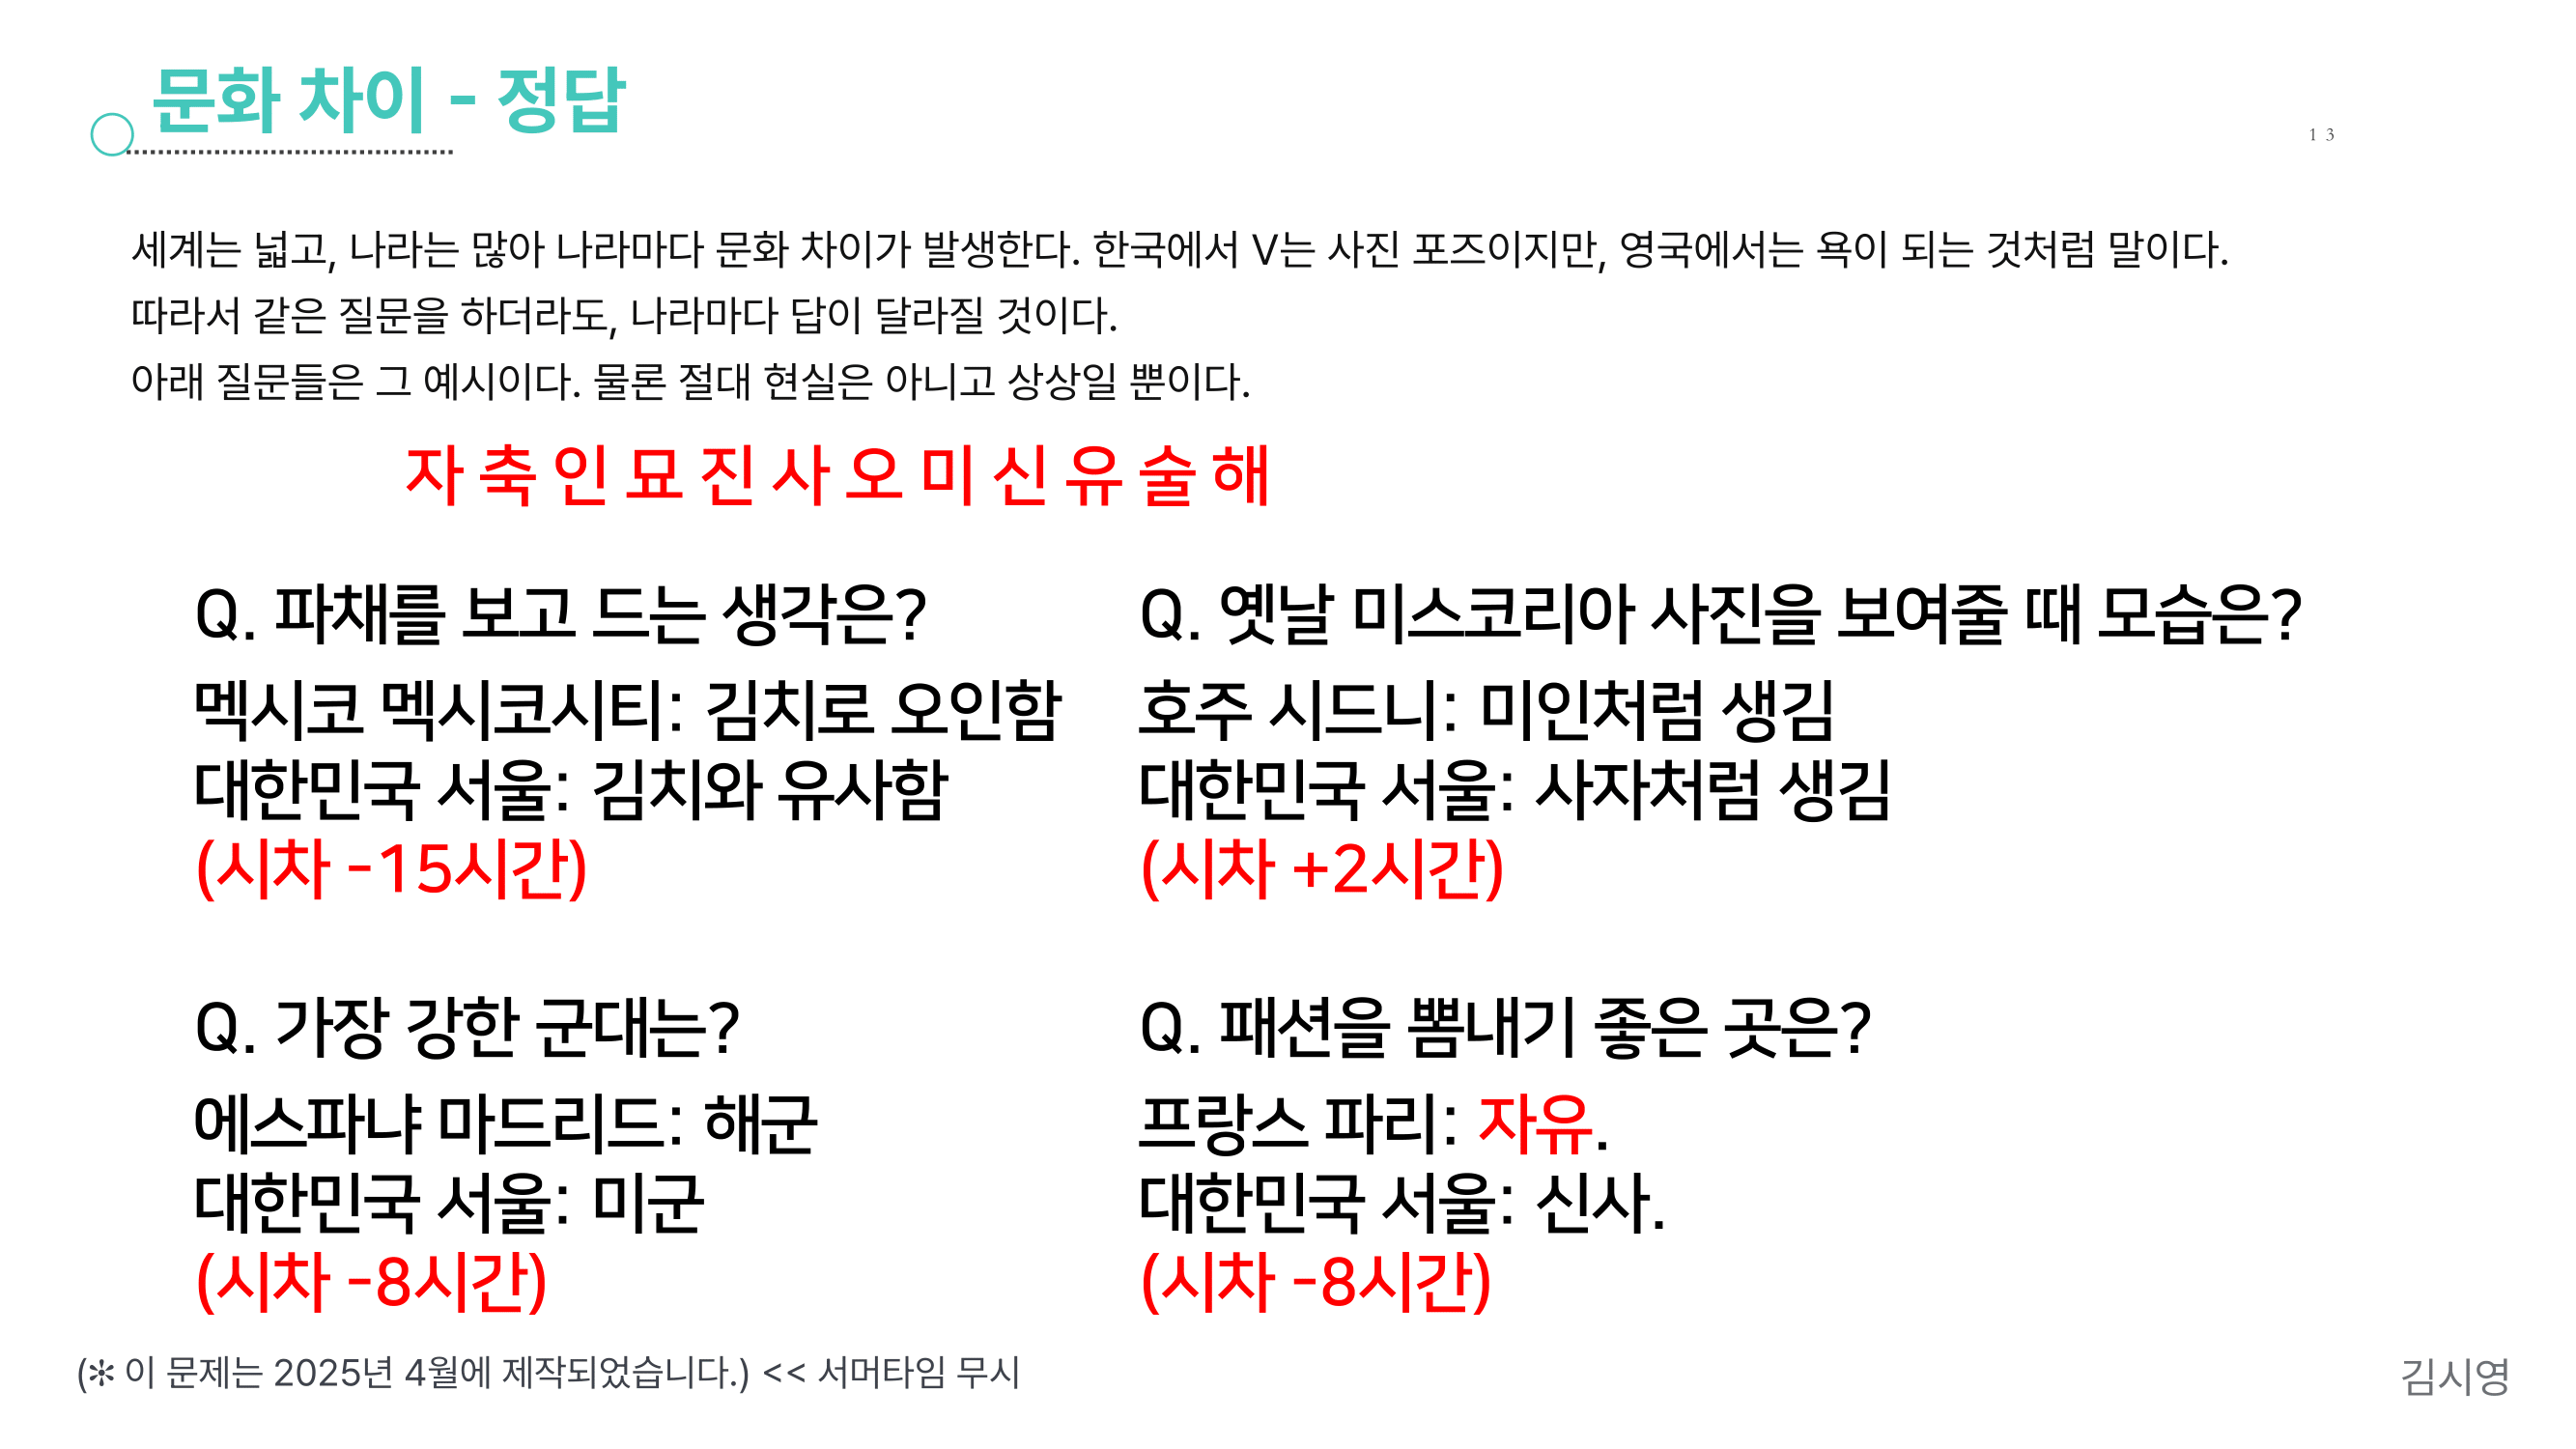 문화 차이 - 정답
13
세계는 넓고, 나라는 많아 나라마다 문화 차이가 발생한다. 한국에서 V는 사진 포즈이지만, 영국에서는 욕이 되는 것처럼 말이다.
따라서 같은 질문을 하더라도, 나라마다 답이 달라질 것이다.
아래 질문들은 그 예시이다. 물론 절대 현실은 아니고 상상일 뿐이다.
자 축 인 묘 진 사 오 미 신 유 술 해
Q. 파채를 보고 드는 생각은?
멕시코 멕시코시티: 김치로 오인함
대한민국 서울: 김치와 유사함
(시차 -15시간)
Q. 옛날 미스코리아 사진을 보여줄 때 모습은?
호주 시드니: 미인처럼 생김
대한민국 서울: 사자처럼 생김
(시차 +2시간)
Q. 가장 강한 군대는?
에스파냐 마드리드: 해군
대한민국 서울: 미군
(시차 -8시간)
Q. 패션을 뽐내기 좋은 곳은?
프랑스 파리: 자유.
대한민국 서울: 신사.
(시차 -8시간)
(✻ 이 문제는 2025년 4월에 제작되었습니다.) << 서머타임 무시
김시영